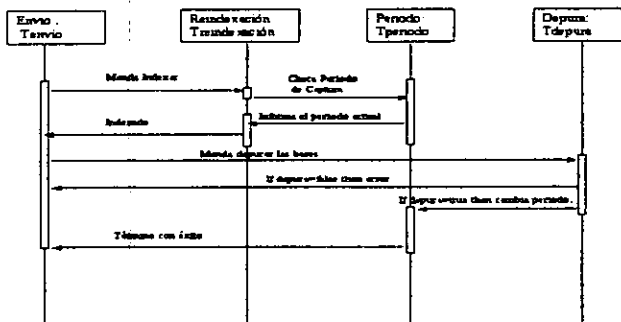 Envio :
Tenvio
Reindexación
Treindexación
Periodo
Tperiodo
Depura:
Tdepura
Manda Indexar
Checa Periodo
de Captura
Informa el periodo actual
Indexando
Manda depurar las bases
If depura=false then error
If depura=true then cambia periodo.
Término con éxito